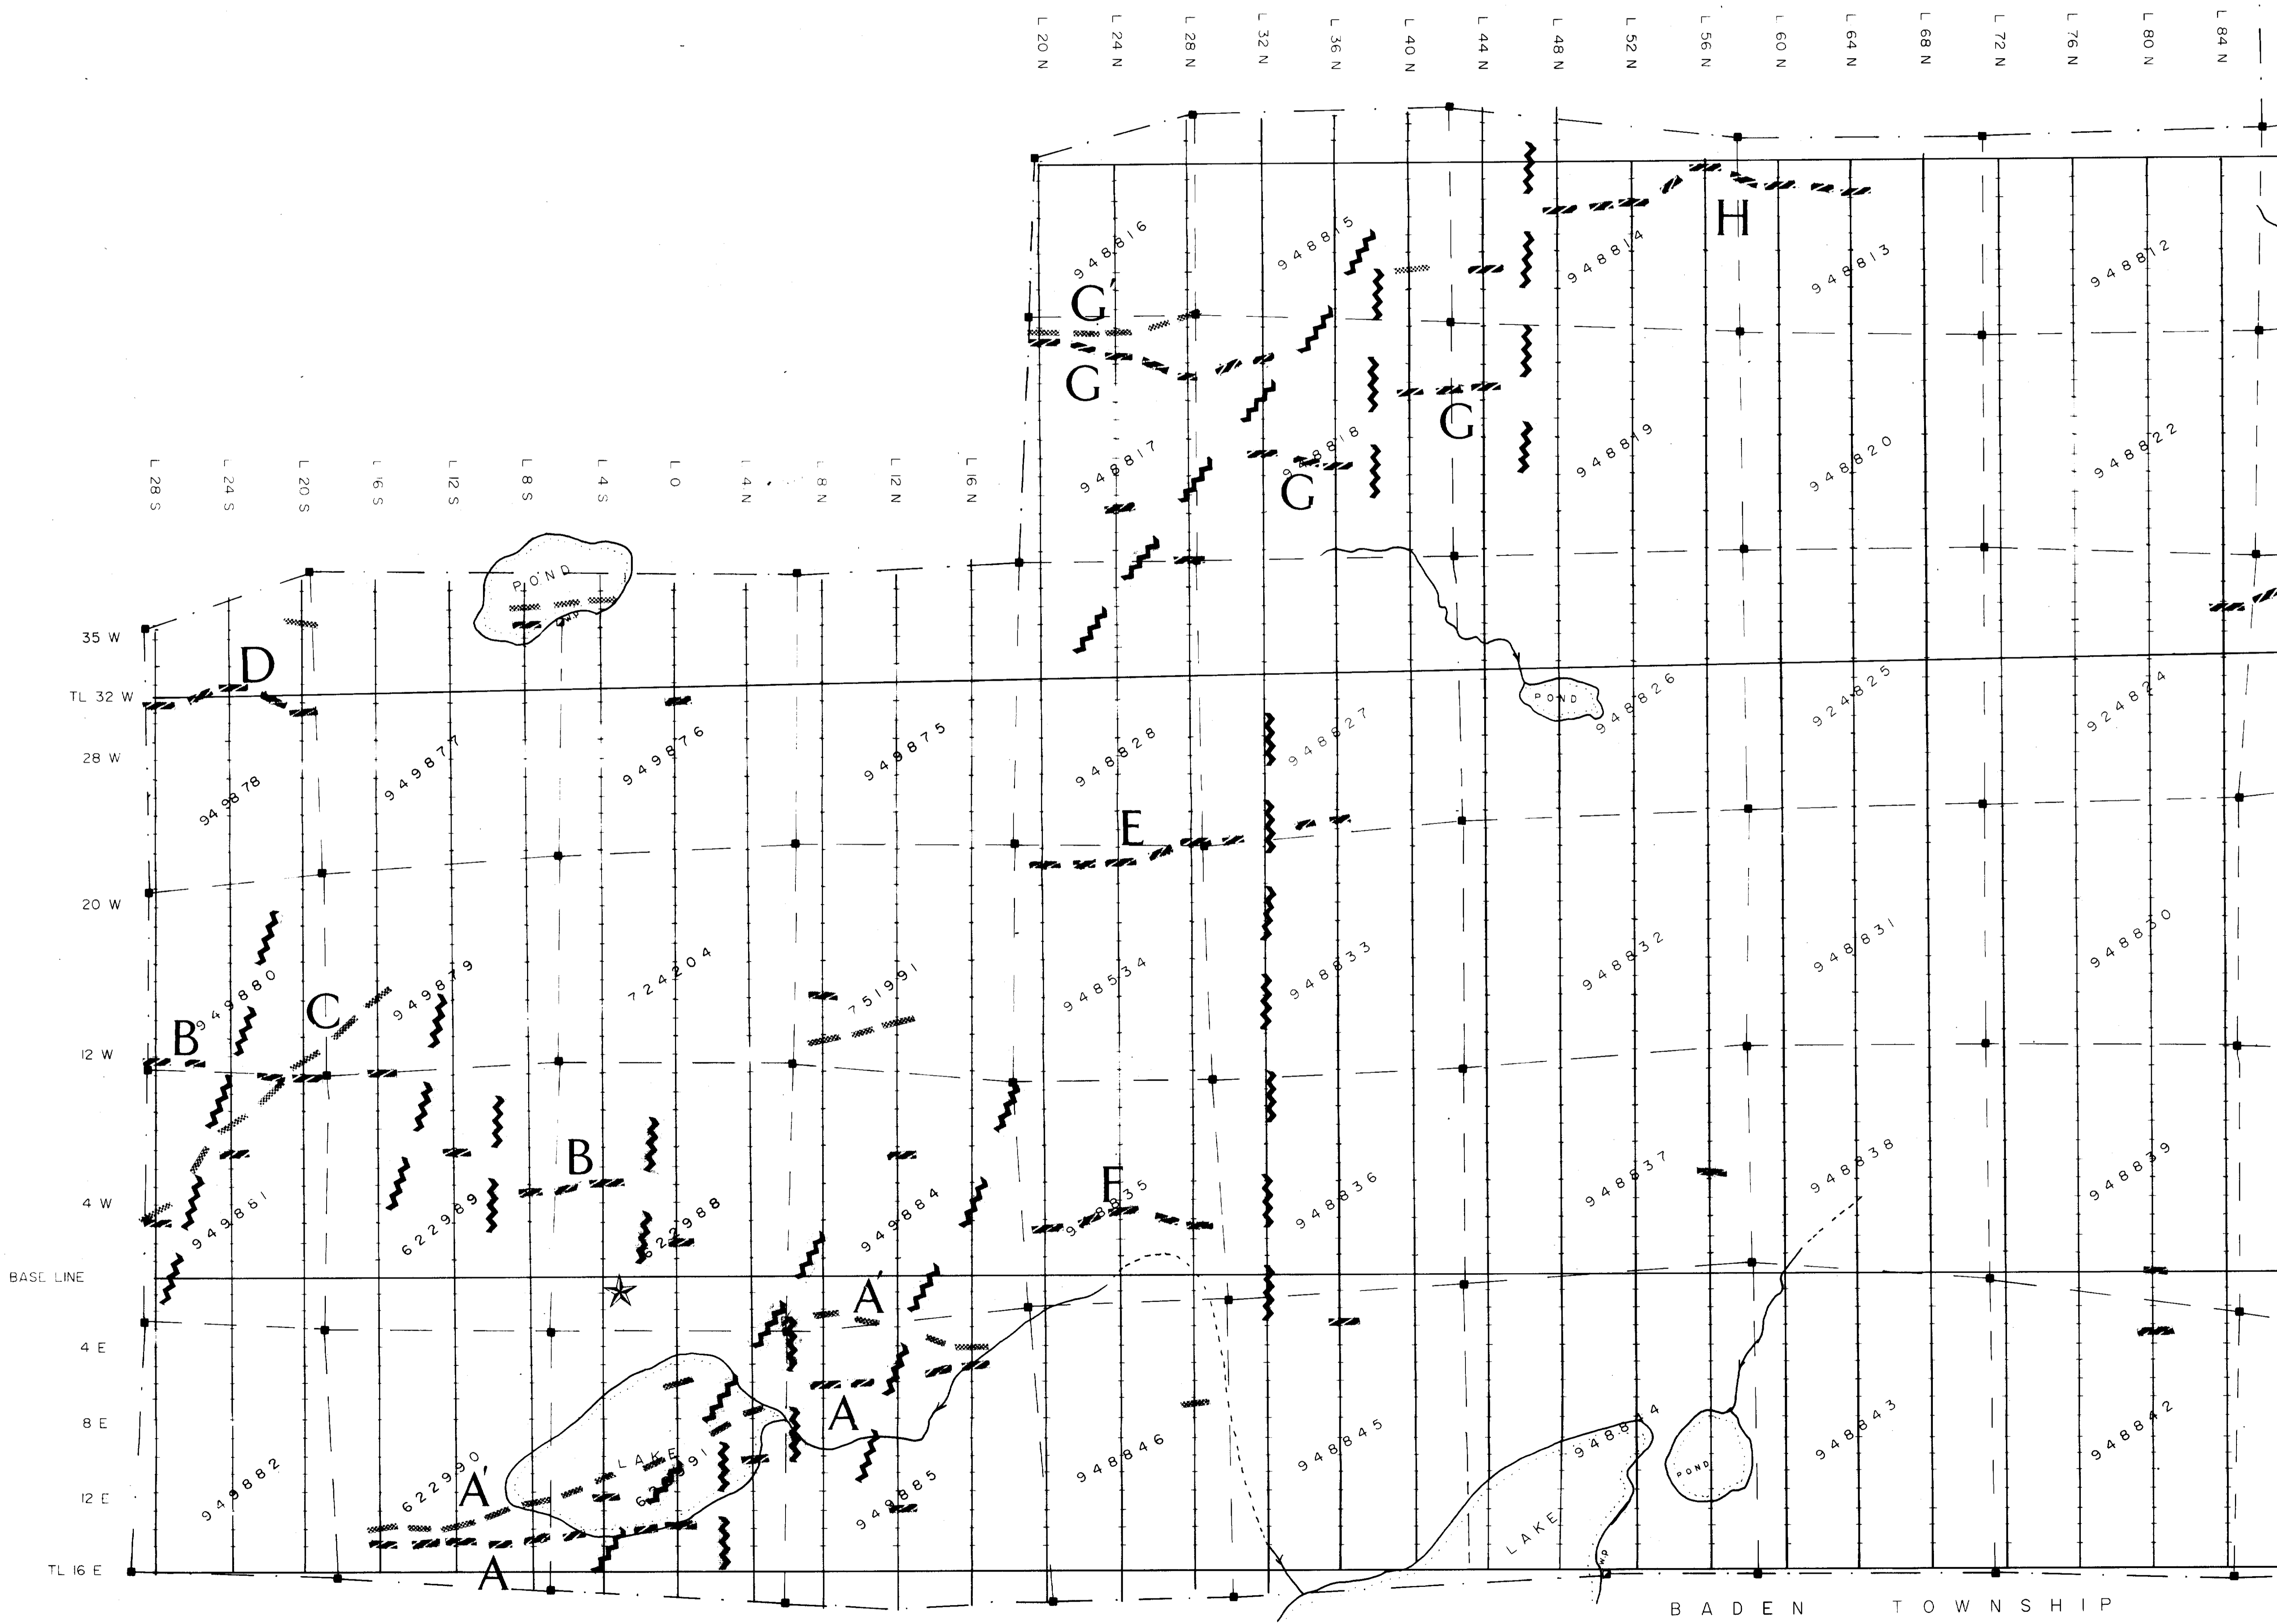 L 20 N
L 24 N
L 28 N
L 32 N
L 36 N
L 40 N
L 44 N
L 48 N
L 52 N
L 56 N
L 60 N
L 64 N
L 68 N
L 72 N
L 76 N
L 80 N
L 84 N
H
948816
948815
948814
948813
948812
G'
G
G
948817
948818
948819
948820
948822
G
L 28 S
L 24 S
L 20 S
L 16 S
L 12 S
L 8 S
L 4 S
L 0
L 4 N
L 8 N
L 12 N
L 16 N
POND
35 W
D
TL 32 W
POND
28 W
949878
949877
949876
949875
948828
948827
948826
924825
924824
E
20 W
949880
949879
724204
751991
948534
948833
948832
948831
948830
C
B
12 W
B
4 W
949881
622989
622988
949884
F
948835
948836
948837
948838
948839
BASE LINE
A'
4 E
A
8 E
LAKE
949882
622990
A'
949885
948846
948845
948844
948843
948842
POND
12 E
LAKE
TL 16 E
A
BADEN TOWNSHIP